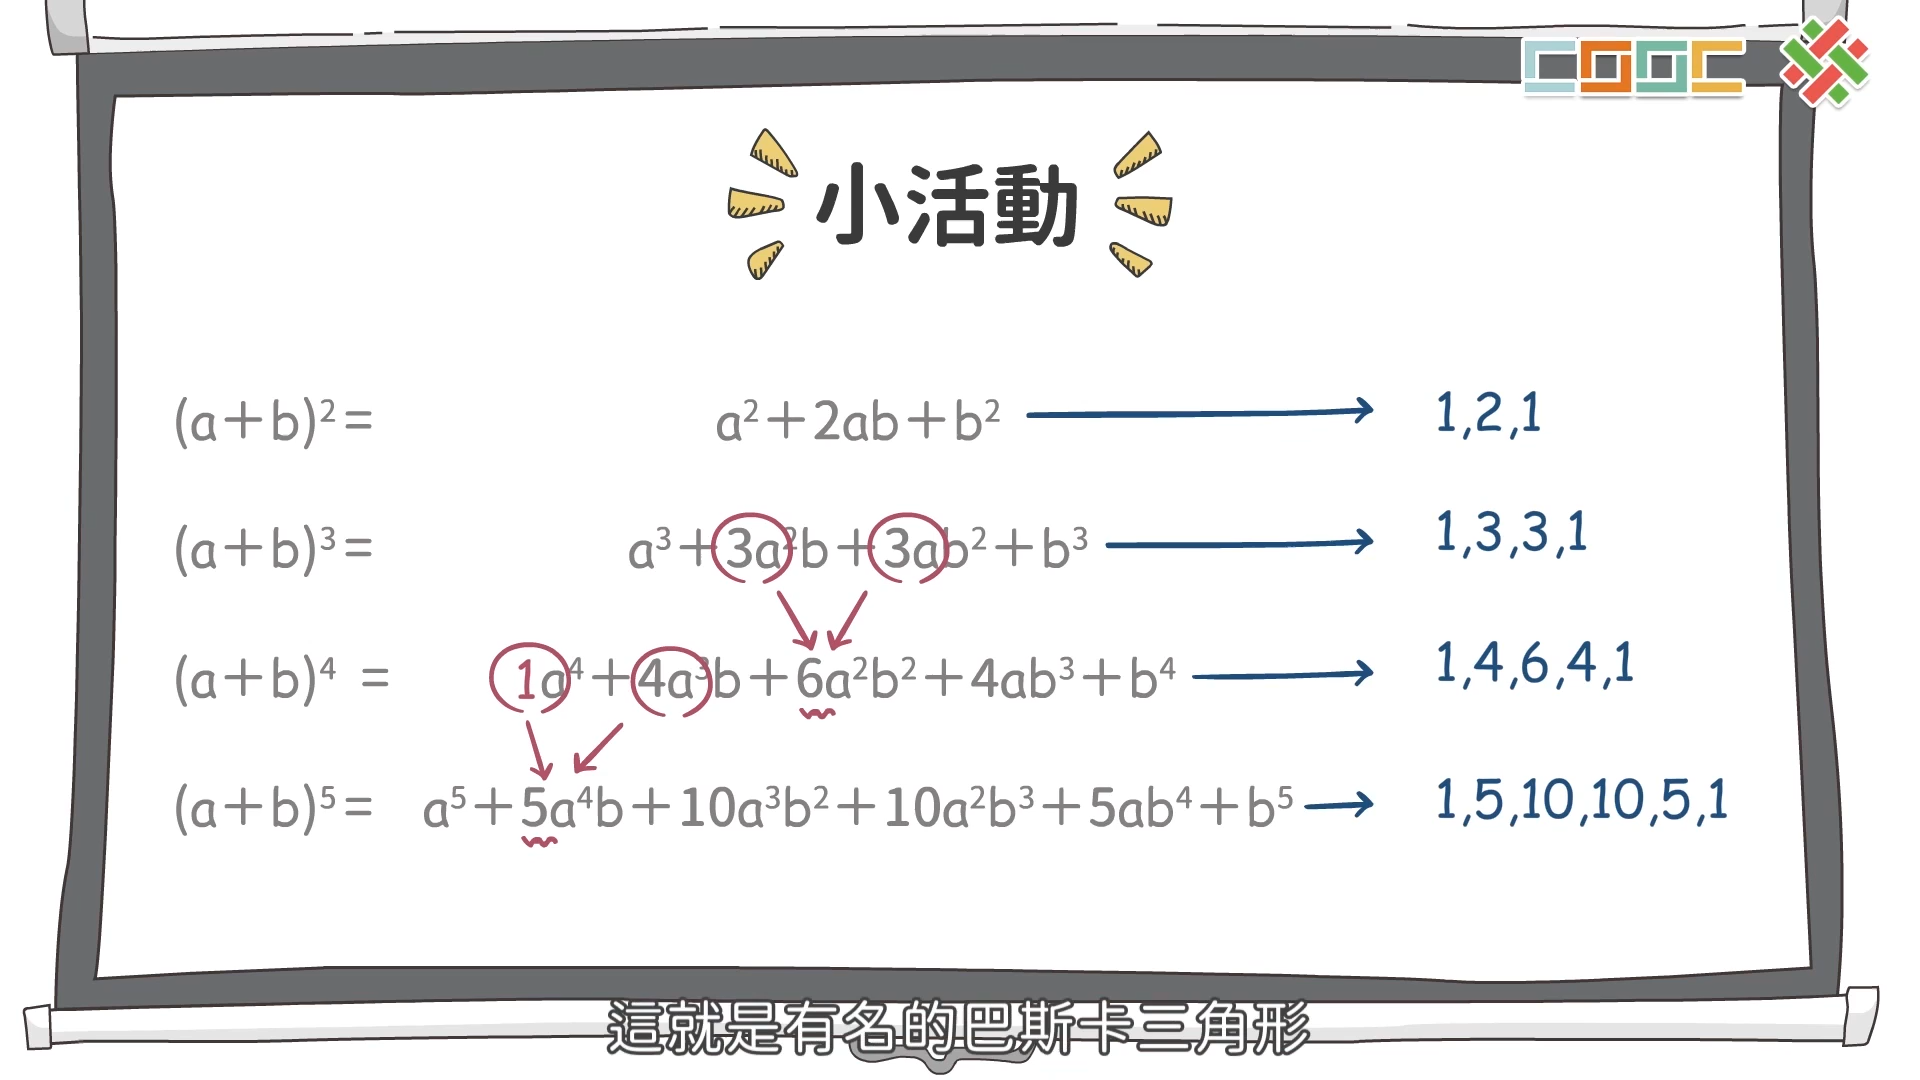 COOC
小活動
(a+b)²= a²+2ab+b² → 1,2,1
(a+b)³= a³+3a²b+3ab²+b³ → 1,3,3,1
(a+b)⁴ = 1a⁴+4a³b+6a²b²+4ab³+b⁴ → 1,4,6,4,1
(a+b)⁵= a⁵+5a⁴b+10a³b²+10a²b³+5ab⁴+b⁵ → 1,5,10,10,5,1
這就是有名的巴斯卡三角形